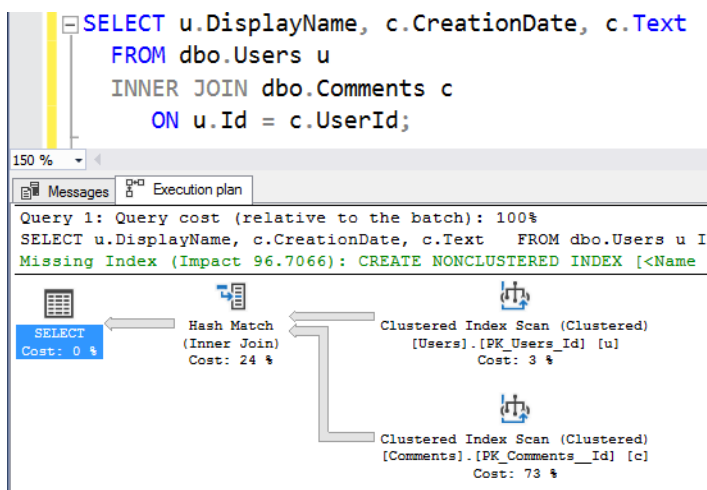 SELECT u.DisplayName, c.CreationDate, c.Text
FROM dbo.Users u
INNER JOIN dbo.Comments c
ON u.Id = c.UserId;
150 %
Messages
Execution plan
Query 1: Query cost (relative to the batch): 100%
SELECT u.DisplayName, c.CreationDate, c.Text FROM dbo.Users u I
Missing Index (Impact 96.7066): CREATE NONCLUSTERED INDEX [<Name
SELECT
Cost: 0 %
Hash Match
(Inner Join)
Cost: 24 %
Clustered Index Scan (Clustered)
[Users].[PK_Users_Id] [u]
Cost: 3 %
Clustered Index Scan (Clustered)
[Comments].[PK_Comments__Id] [c]
Cost: 73 %